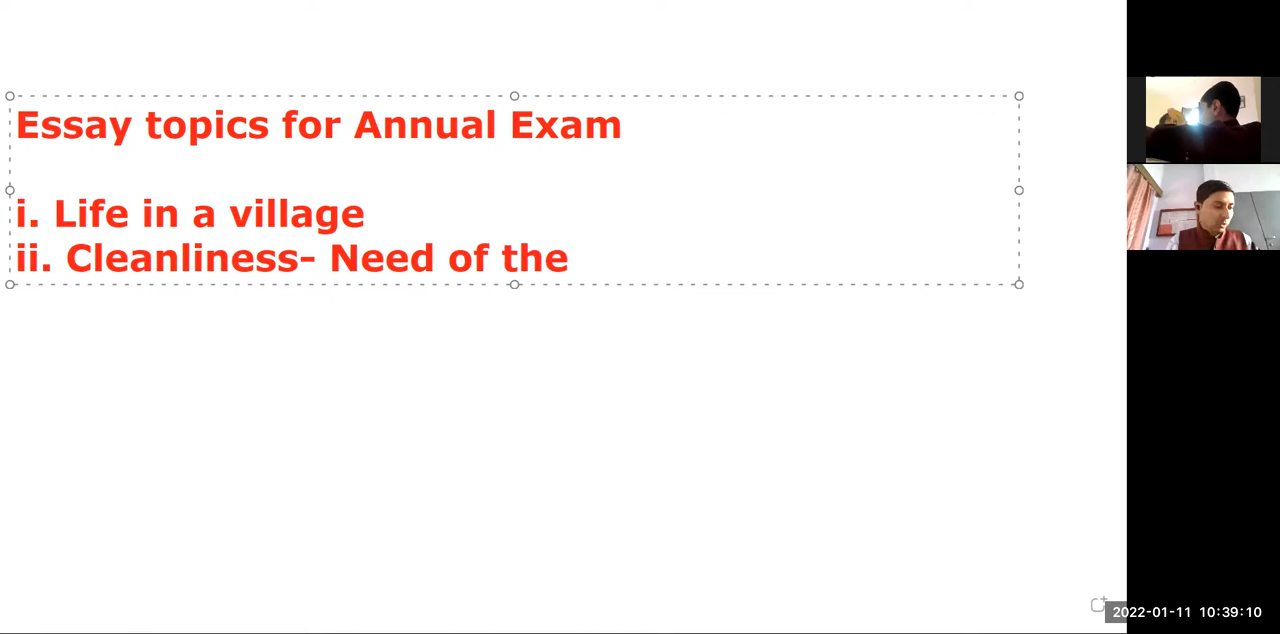 Essay topics for Annual Exam
i. Life in a village
ii. Cleanliness- Need of the
2022-01-11 10:39:10